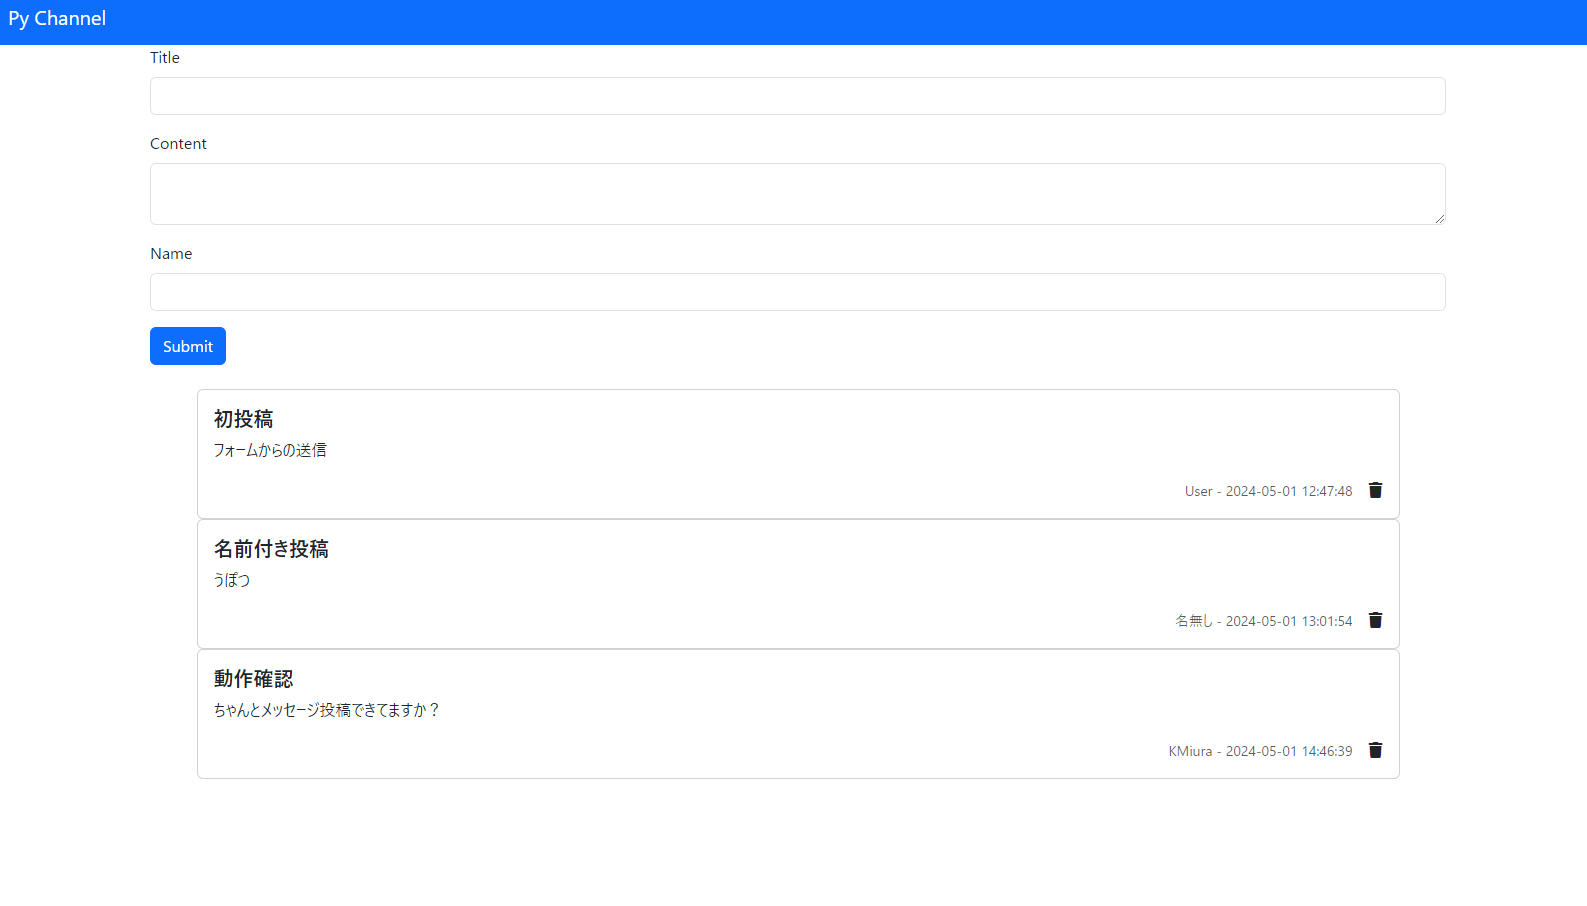 Py Channel
Title
Content
Name
Submit
初投稿
フォームからの送信
User - 2024-05-01 12:47:48
名前付き投稿
うぽつ
名無し - 2024-05-01 13:01:54
動作確認
ちゃんとメッセージ投稿できてますか？
KMiura - 2024-05-01 14:46:39